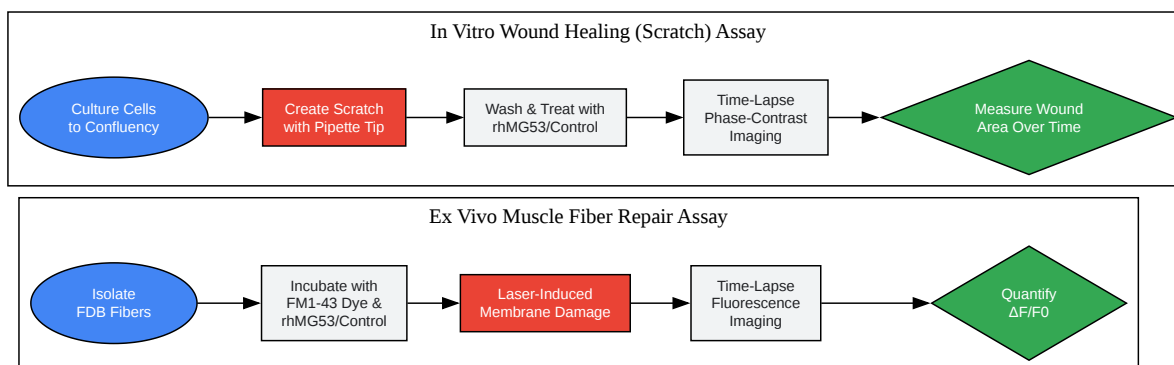 In Vitro Wound Healing (Scratch) Assay
Culture Cells
to Confluency
Create Scratch
with Pipette Tip
Wash & Treat with
rhMG53/Control
Time-Lapse
Phase-Contrast
Imaging
Measure Wound
Area Over Time
Ex Vivo Muscle Fiber Repair Assay
Isolate
FDB Fibers
Incubate with
FM1-43 Dye &
rhMG53/Control
Laser-Induced
Membrane Damage
Time-Lapse
Fluorescence
Imaging
Quantify
ΔF/F0